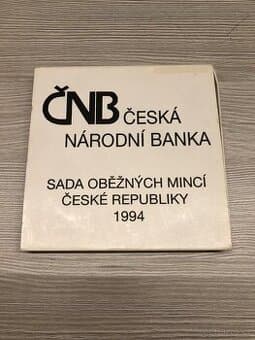 ČNB ČESKÁ
NÁRODNÍ BANKA
SADA OBĚŽNÝCH MINCÍ
ČESKÉ REPUBLIKY
1994